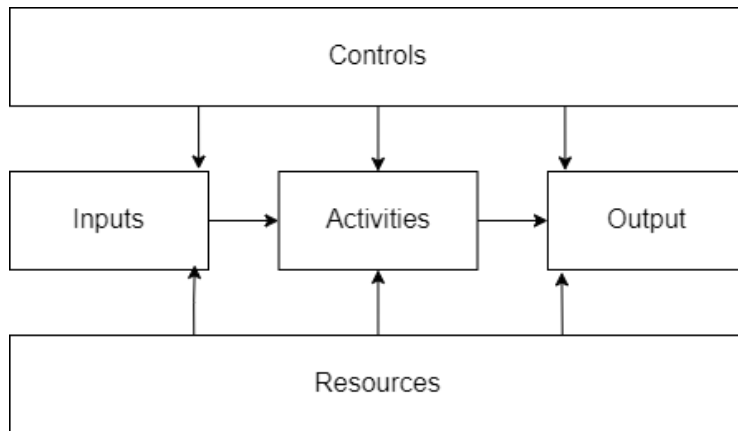 Controls
Inputs
Activities
Output
Resources